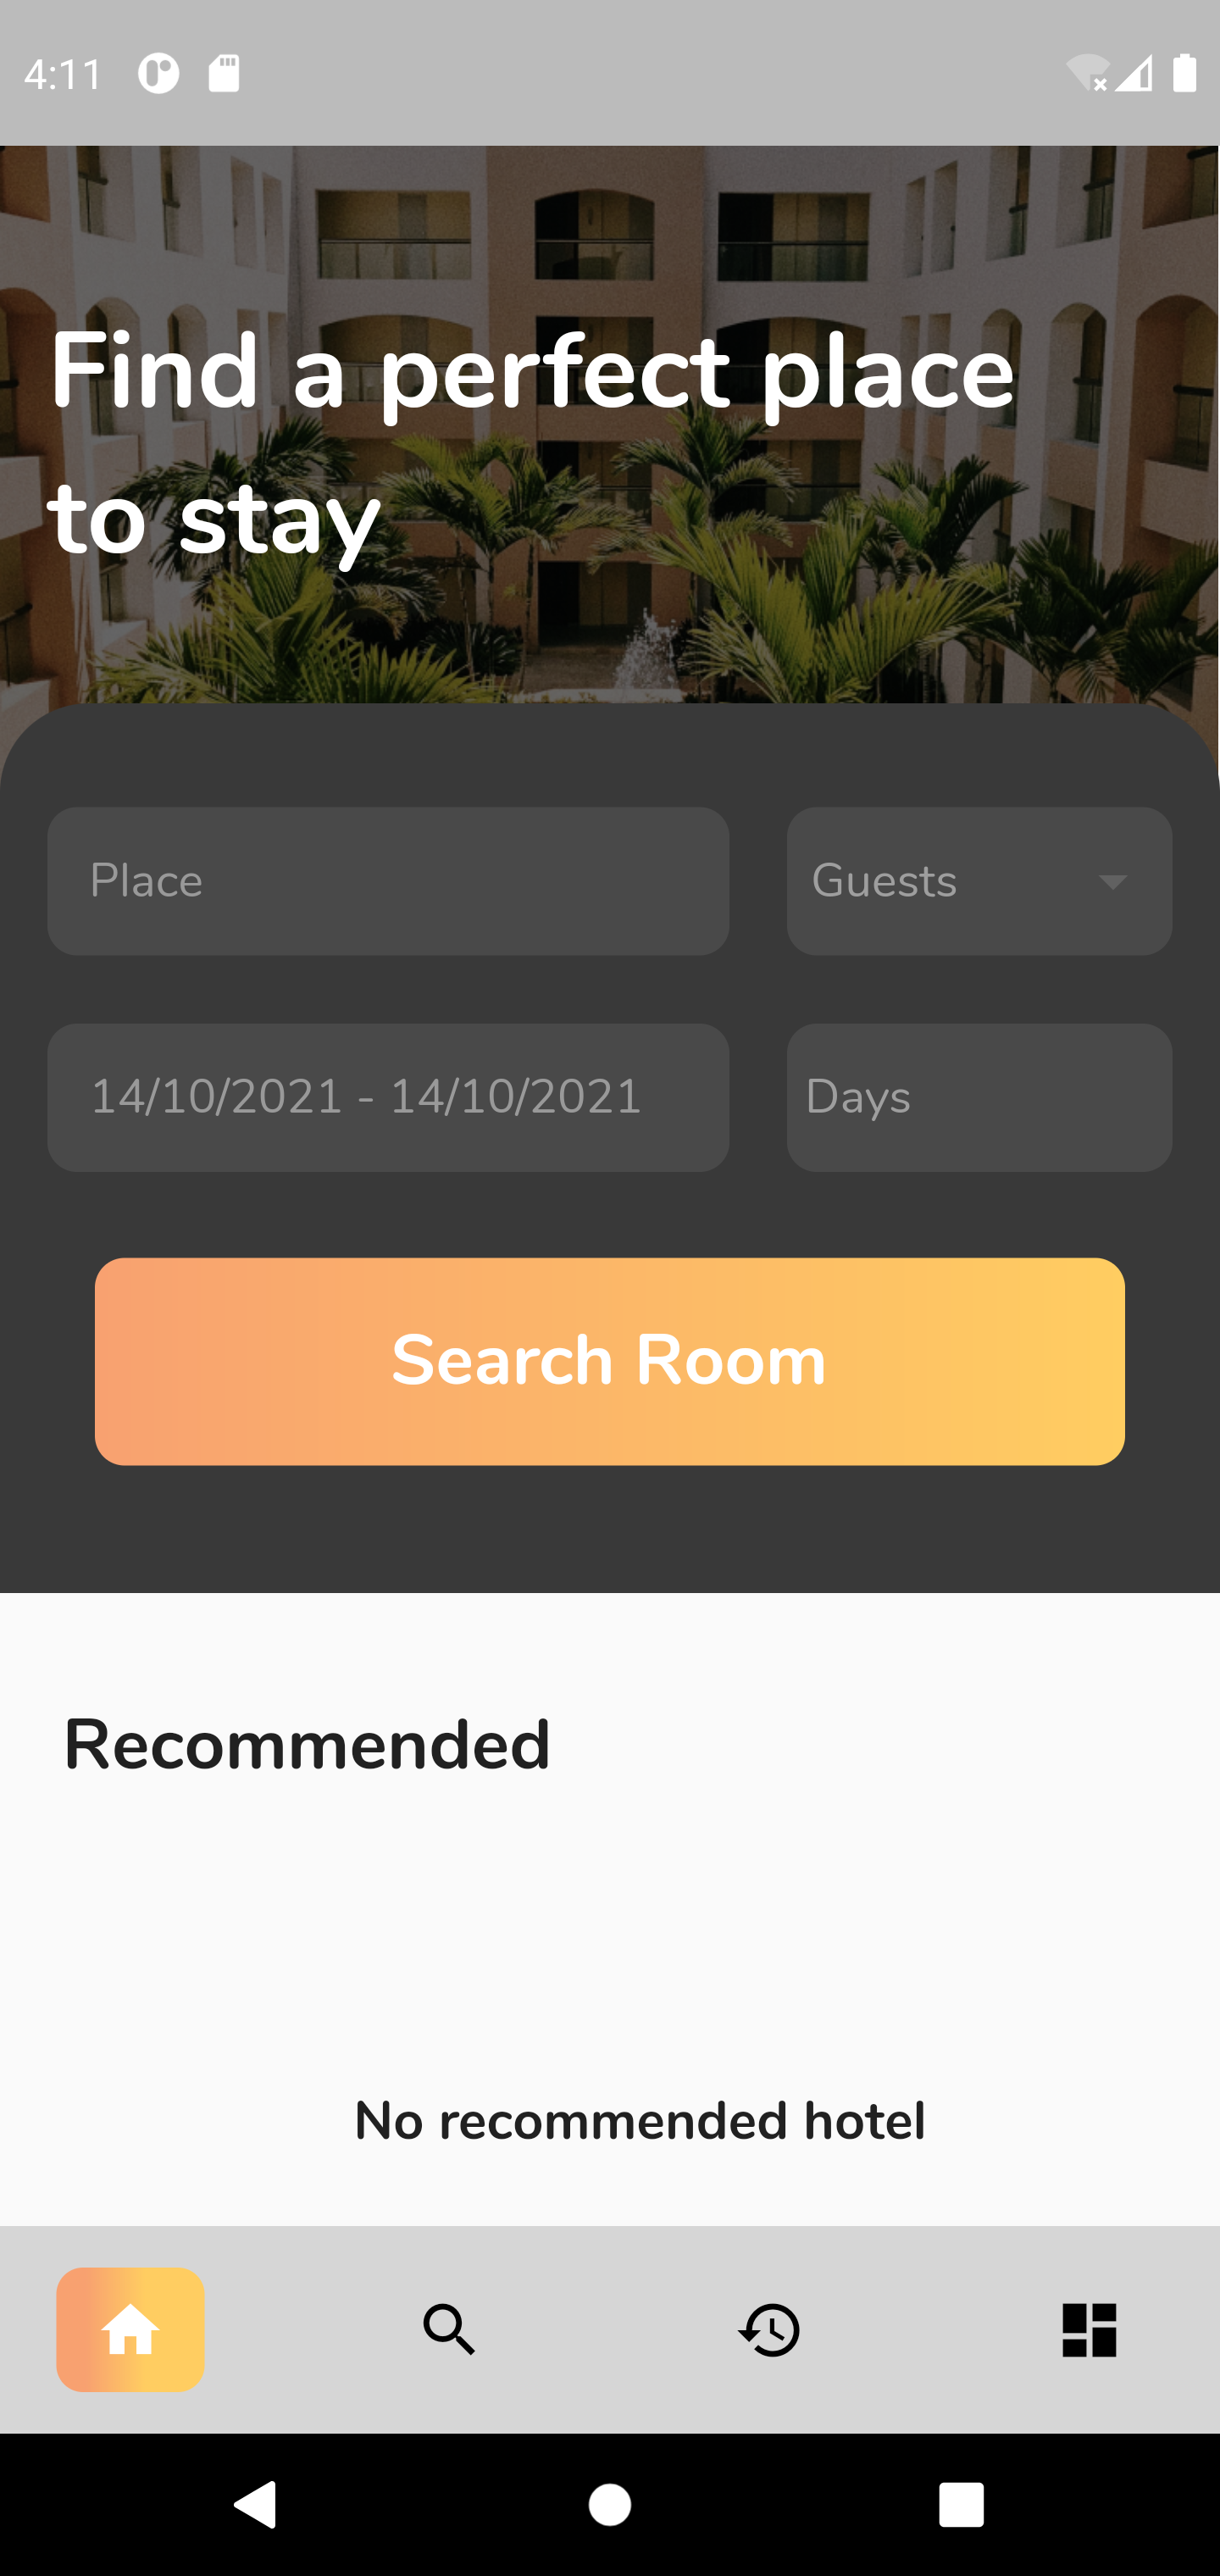 4:11
Find a perfect place
to stay
Place
Guests
14/10/2021 - 14/10/2021
Days
Search Room
Recommended
No recommended hotel